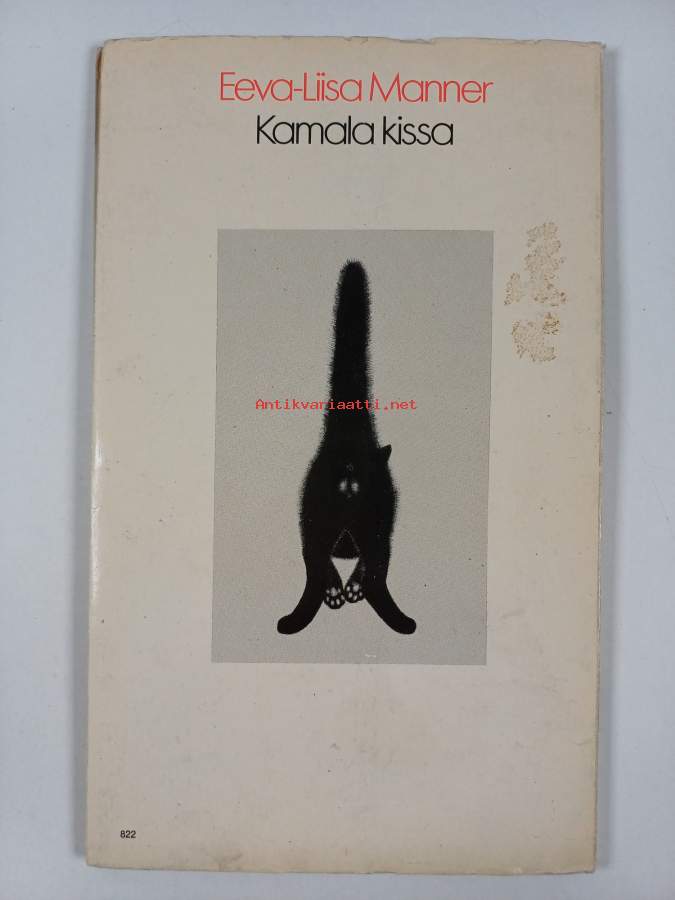 Eeva-Liisa Manner
Kamala kissa
Antikvariaatti.net
822